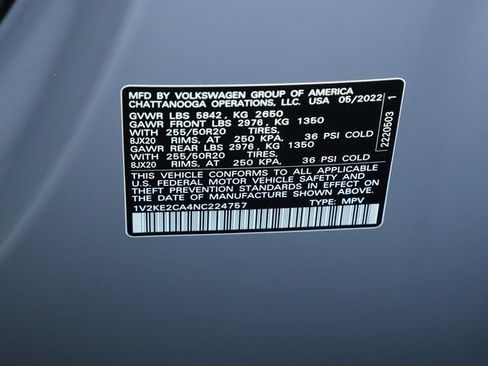 MFD BY VOLKSWAGEN GROUP OF AMERICA
CHATTANOOGA OPERATIONS, LLC. USA 05/2022
GVWR LBS 5842, KG 2650
GAWR FRONT LBS 2976, KG 1350
WITH 255/50R20 TIRES,
8JX20 RIMS, AT 250 KPA, 36 PSI COLD
GAWR REAR LBS 2976, KG 1350
WITH 255/50R20 TIRES,
8JX20 RIMS, AT 250 KPA, 36 PSI COLD
THIS VEHICLE CONFORMS TO ALL APPLICABLE
U.S. FEDERAL MOTOR VEHICLE SAFETY AND
THEFT PREVENTION STANDARDS IN EFFECT ON
THE DATE OF MANUFACTURE SHOWN ABOVE.
1V2KE2CA4NC224757 TYPE: MPV
2220503 1